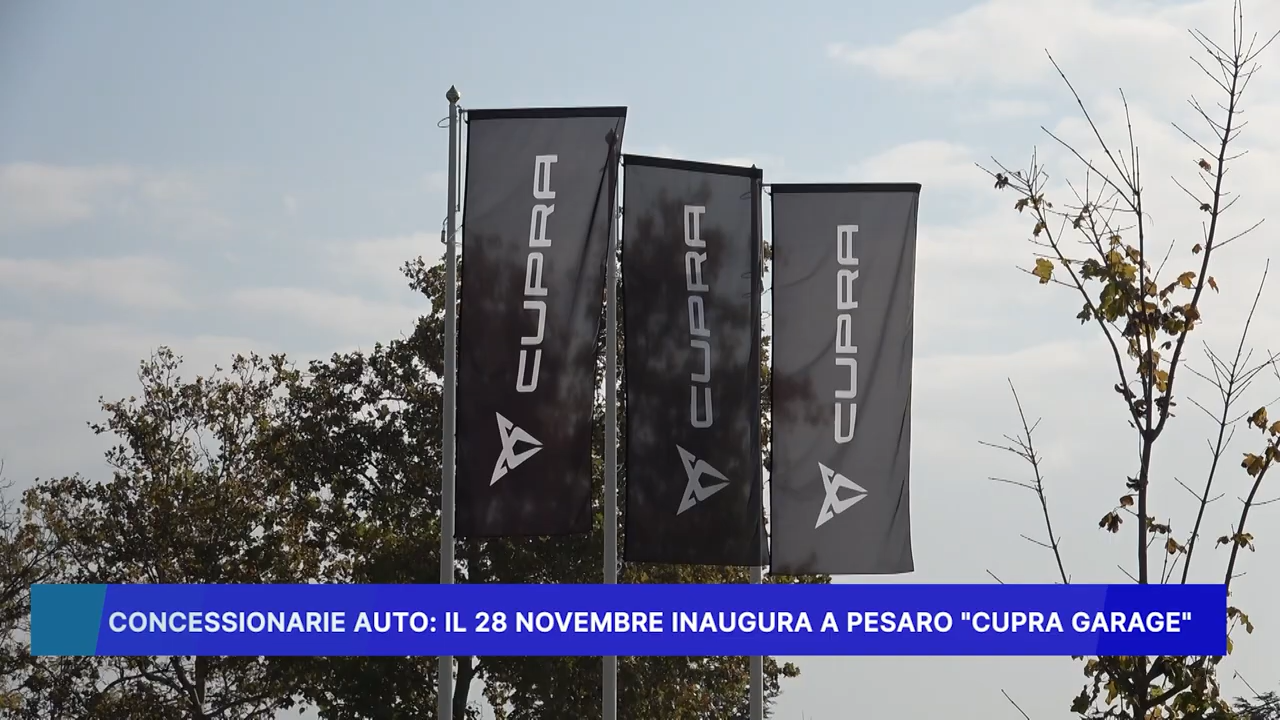 CUPRA
CUPRA
CUPRA
CONCESSIONARIE AUTO: IL 28 NOVEMBRE INAUGURA A PESARO "CUPRA GARAGE"